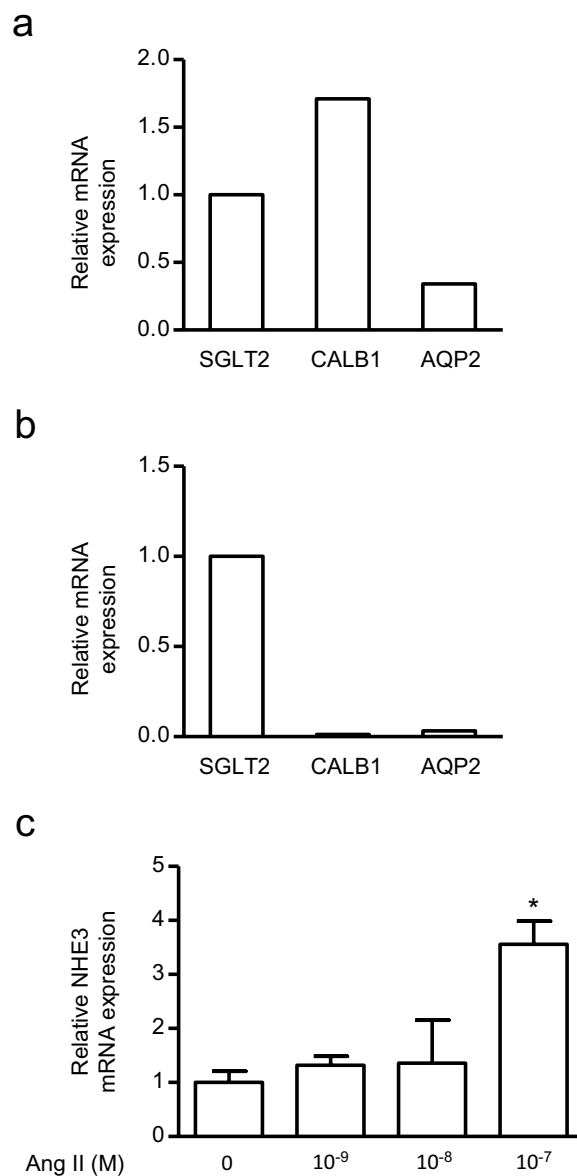 a
Relative mRNA
expression
2.0
1.5
1.0
0.5
0.0
SGLT2 CALB1 AQP2
b
Relative mRNA
expression
1.5
1.0
0.5
0.0
SGLT2 CALB1 AQP2
c
Relative NHE3
mRNA expression
5
4
3
2
1
0
*
Ang II (M) 0 10⁻⁹ 10⁻⁸ 10⁻⁷